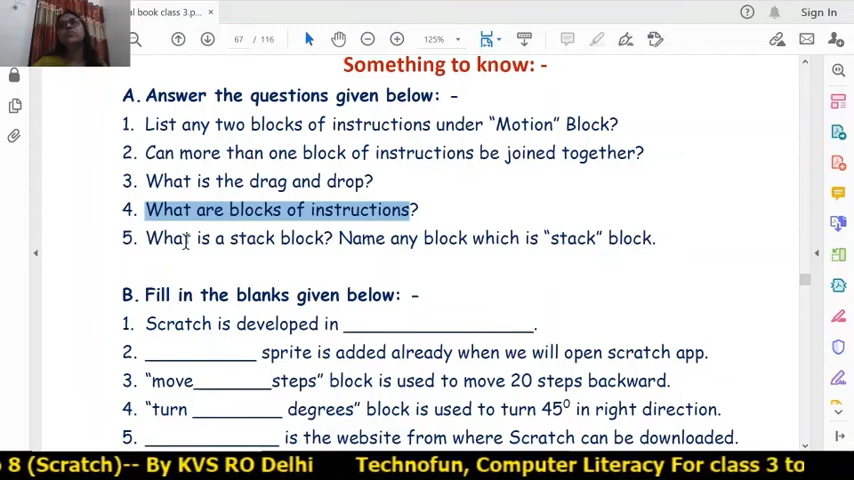 al book class 3.p... ×
Sign In
67 / 116
125%
Something to know: -
A. Answer the questions given below: -
1. List any two blocks of instructions under “Motion” Block?
2. Can more than one block of instructions be joined together?
3. What is the drag and drop?
4. What are blocks of instructions?
5. What is a stack block? Name any block which is “stack” block.
B. Fill in the blanks given below: -
1. Scratch is developed in ___________________.
2. ___________ sprite is added already when we will open scratch app.
3. “move________steps” block is used to move 20 steps backward.
4. “turn _________ degrees” block is used to turn 45⁰ in right direction.
5. _____________ is the website from where Scratch can be downloaded.
o 8 (Scratch)-- By KVS RO Delhi Technofun, Computer Literacy For class 3 to